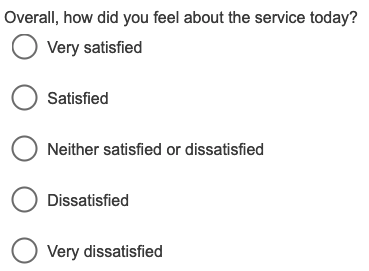 Overall, how did you feel about the service today?
Very satisfied
Satisfied
Neither satisfied or dissatisfied
Dissatisfied
Very dissatisfied